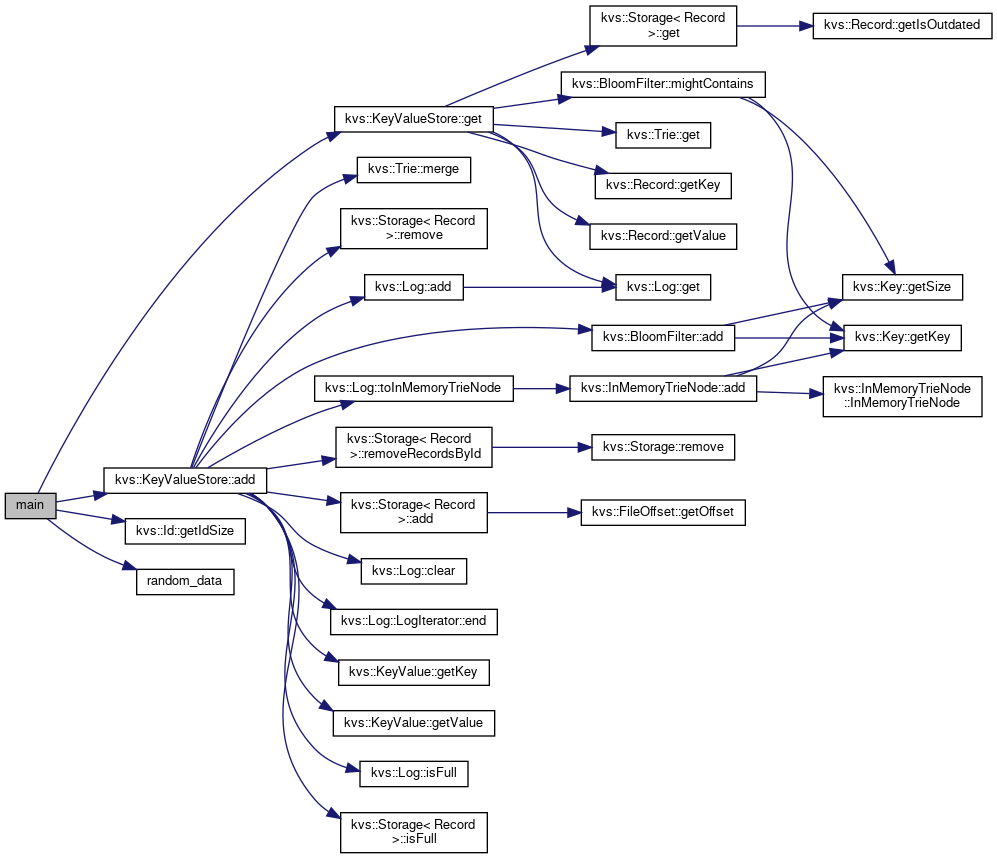 kvs::Storage< Record
>::get
kvs::Record::getIsOutdated
kvs::BloomFilter::mightContains
kvs::KeyValueStore::get
kvs::Trie::get
kvs::Trie::merge
kvs::Record::getKey
kvs::Storage< Record
>::remove
kvs::Record::getValue
kvs::Log::add
kvs::Log::get
kvs::Key::getSize
kvs::BloomFilter::add
kvs::Key::getKey
kvs::Log::toInMemoryTrieNode
kvs::InMemoryTrieNode::add
kvs::InMemoryTrieNode
::InMemoryTrieNode
kvs::Storage< Record
>::removeRecordsById
kvs::Storage::remove
kvs::KeyValueStore::add
main
kvs::Storage< Record
>::add
kvs::FileOffset::getOffset
kvs::Id::getIdSize
kvs::Log::clear
random_data
kvs::Log::LogIterator::end
kvs::KeyValue::getKey
kvs::KeyValue::getValue
kvs::Log::isFull
kvs::Storage< Record
>::isFull